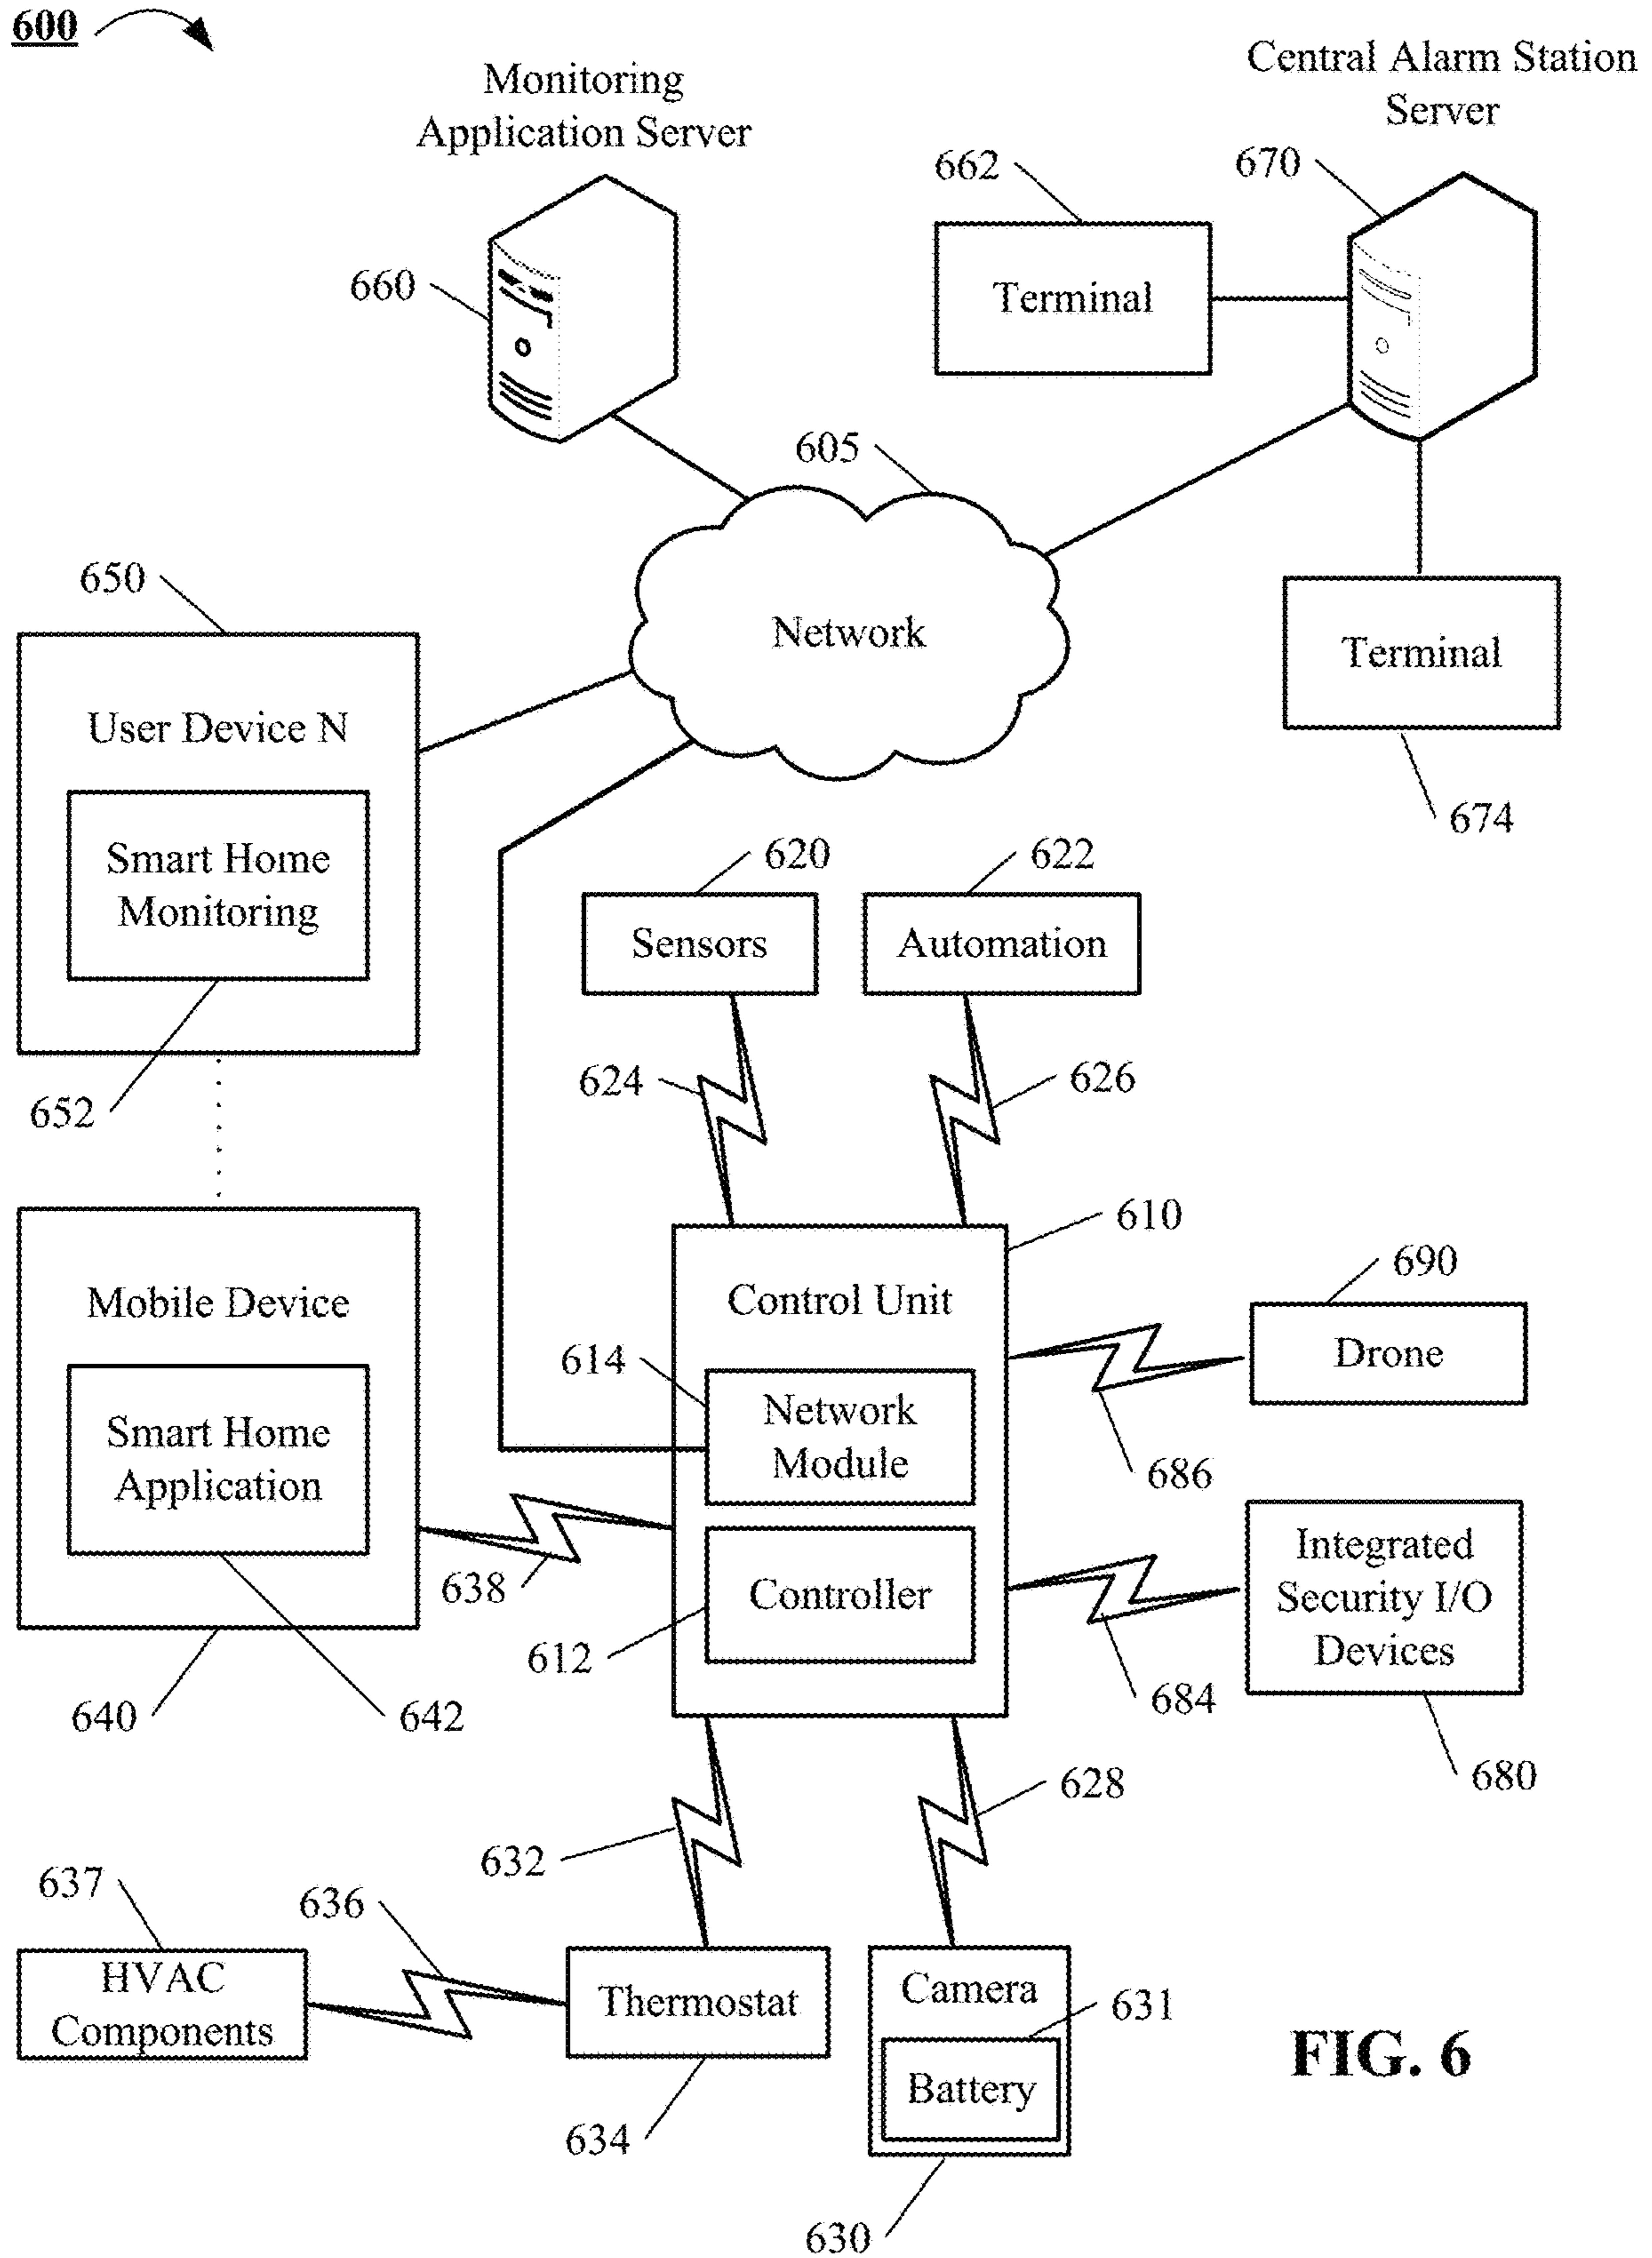 600
Monitoring
Application Server
Central Alarm Station
Server
662
670
660
Terminal
605
650
Network
Terminal
User Device N
674
Smart Home
Monitoring
620
622
Sensors
Automation
652
624
626
610
690
Mobile Device
Control Unit
614
Drone
Network
Module
686
Smart Home
Application
638
Controller
612
Integrated
Security I/O
Devices
684
640
642
680
628
632
637
636
HVAC
Components
Thermostat
Camera
631
Battery
634
630
FIG. 6